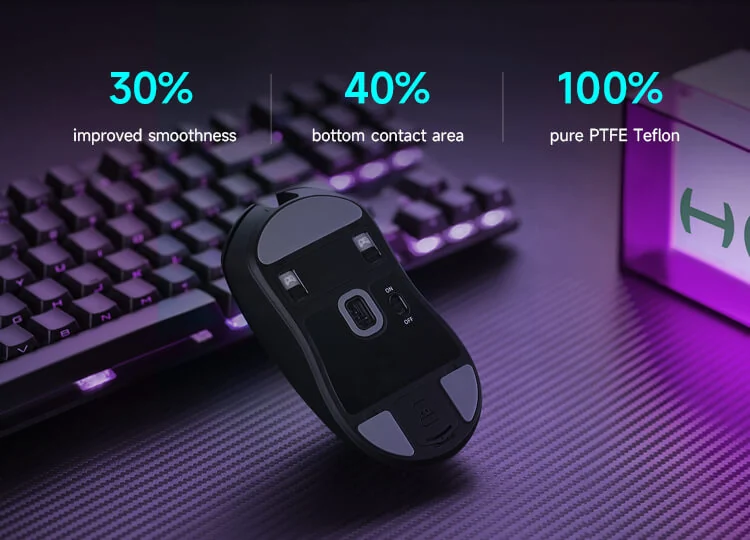 30%
40%
100%
improved smoothness
bottom contact area
pure PTFE Teflon
ON
OFF
V
B
N
M